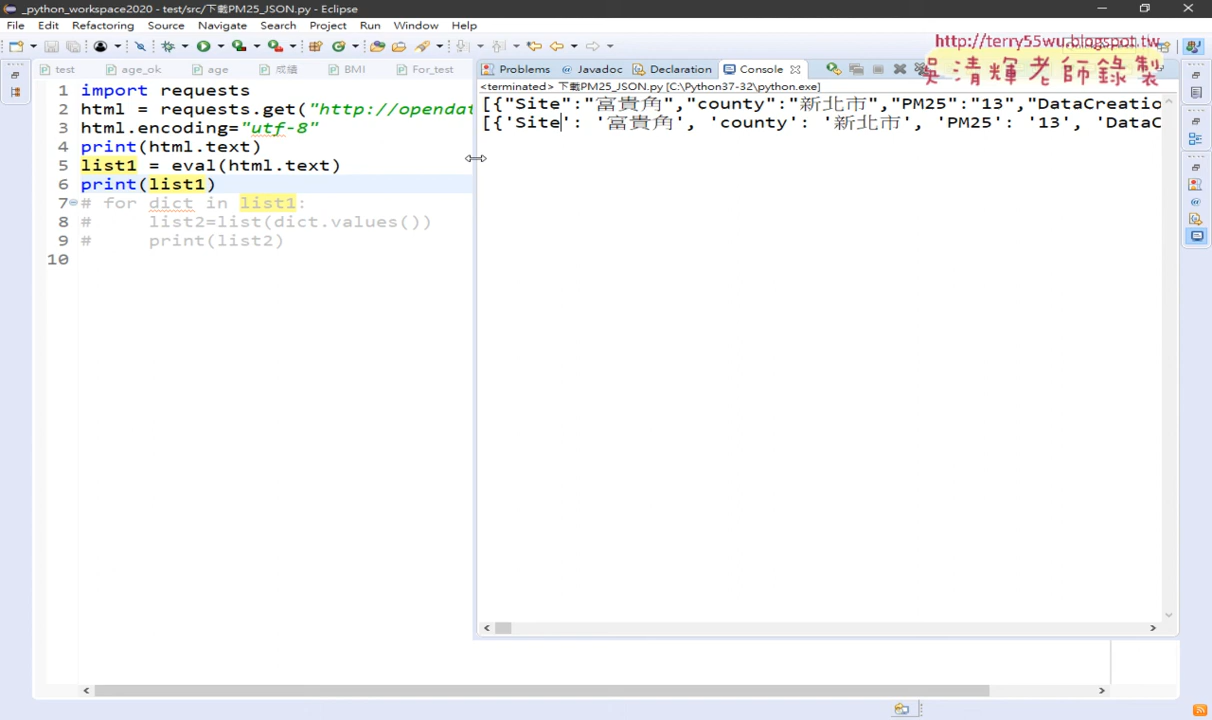 _python_workspace2020 - test/src/下載PM25_JSON.py - Eclipse
File Edit Refactoring Source Navigate Search Project Run Window Help
http://terry55wu.blogspot.tw
吳清輝老師錄製
test age_ok age 成績 BMI For_test
Problems Javadoc Declaration Console
<terminated> 下載PM25_JSON.py [C:\Python37-32\python.exe]
1 import requests
2 html = requests.get("http://opendat
3 html.encoding="utf-8"
4 print(html.text)
5 list1 = eval(html.text)
6 print(list1)
7 # for dict in list1:
8 #     list2=list(dict.values())
9 #     print(list2)
10
[{"Site":"富貴角","county":"新北市","PM25":"13","DataCreatio
[{'Site': '富貴角', 'county': '新北市', 'PM25': '13', 'DataC